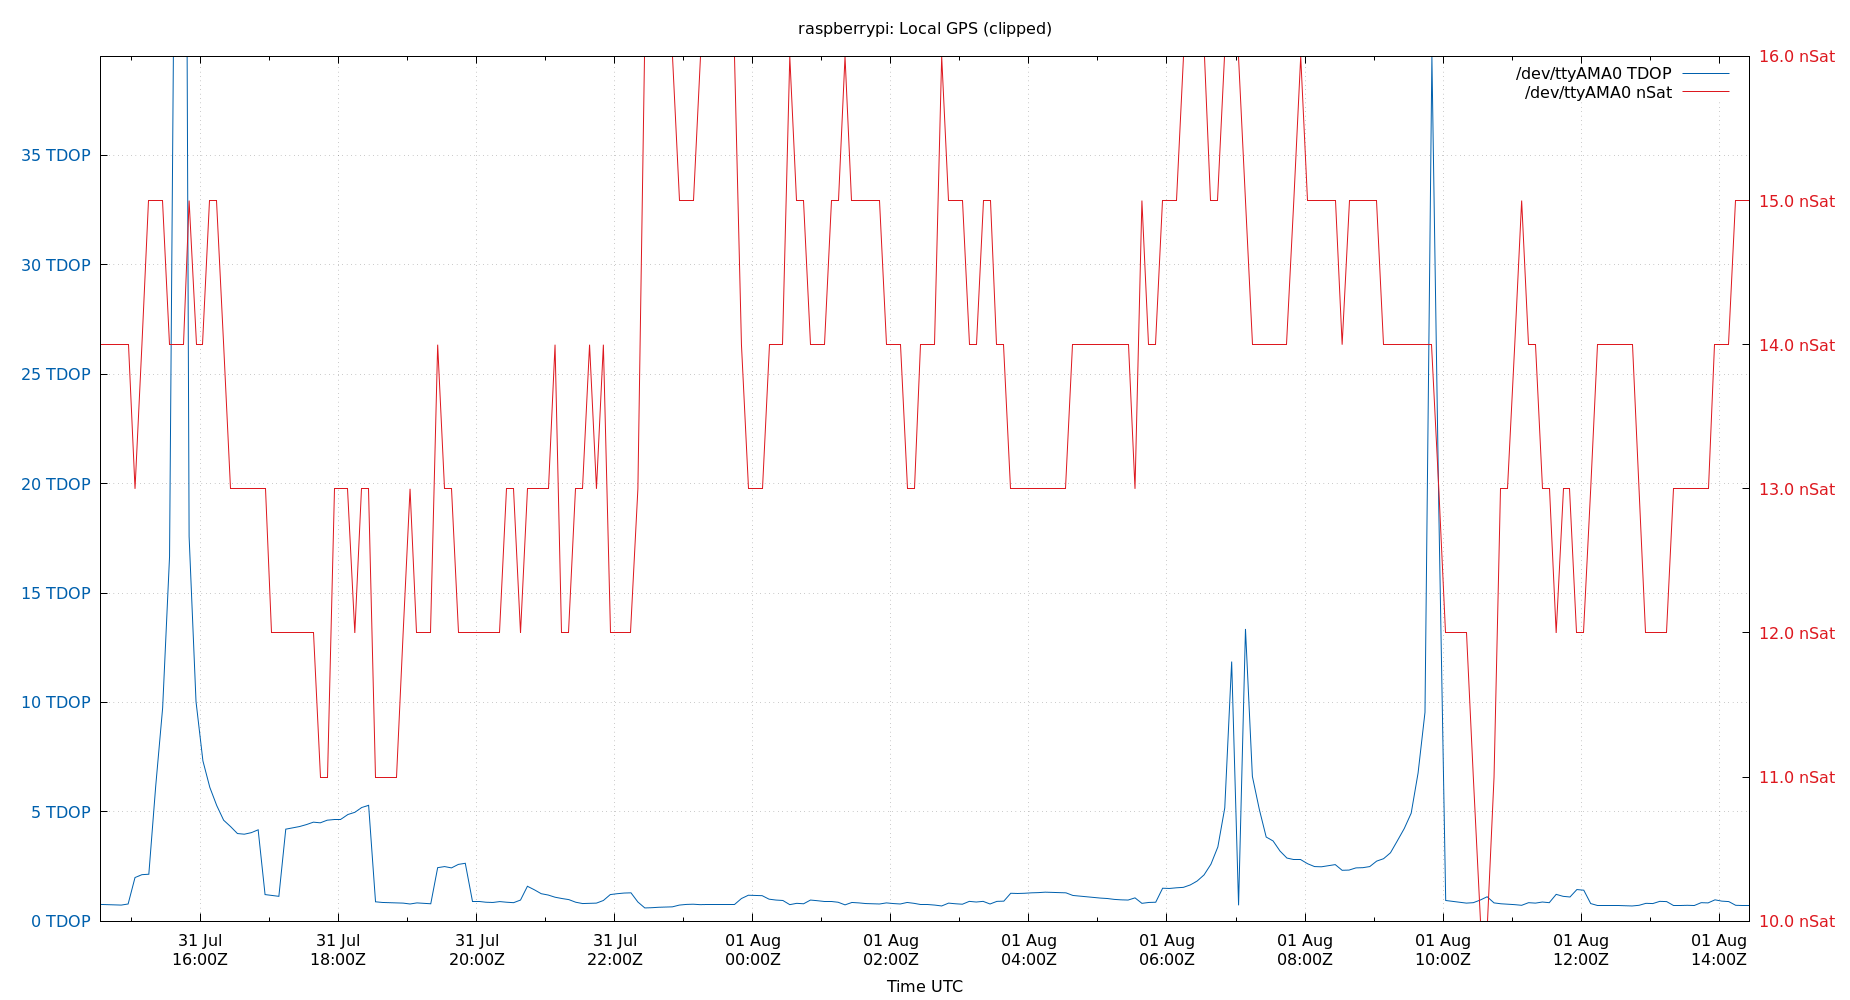 raspberrypi: Local GPS (clipped)
/dev/ttyAMA0 TDOP
/dev/ttyAMA0 nSat
35 TDOP
30 TDOP
25 TDOP
20 TDOP
15 TDOP
10 TDOP
5 TDOP
0 TDOP
16.0 nSat
15.0 nSat
14.0 nSat
13.0 nSat
12.0 nSat
11.0 nSat
10.0 nSat
31 Jul
16:00Z
31 Jul
18:00Z
31 Jul
20:00Z
31 Jul
22:00Z
01 Aug
00:00Z
01 Aug
02:00Z
01 Aug
04:00Z
01 Aug
06:00Z
01 Aug
08:00Z
01 Aug
10:00Z
01 Aug
12:00Z
01 Aug
14:00Z
Time UTC